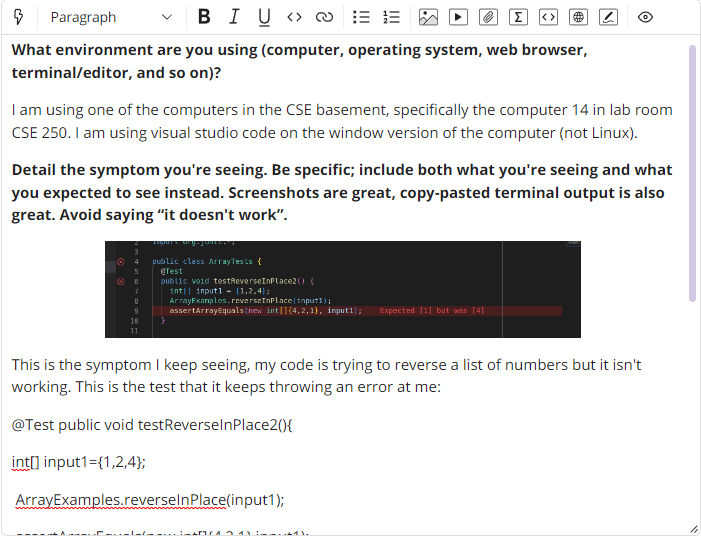 Paragraph B I U
What environment are you using (computer, operating system, web browser,
terminal/editor, and so on)?
I am using one of the computers in the CSE basement, specifically the computer 14 in lab room
CSE 250. I am using visual studio code on the window version of the computer (not Linux).
Detail the symptom you're seeing. Be specific; include both what you're seeing and what
you expected to see instead. Screenshots are great, copy-pasted terminal output is also
great. Avoid saying “it doesn't work”.
2 import org.junit.*;
3
4 public class ArrayTests {
5 @Test
6 public void testReverseInPlace2() {
7 int[] input1 = {1,2,4};
8 ArrayExamples.reverseInPlace(input1);
9 assertArrayEquals(new int[]{4,2,1}, input1); Expected [1] but was [4]
10 }
11
This is the symptom I keep seeing, my code is trying to reverse a list of numbers but it isn't
working. This is the test that it keeps throwing an error at me:
@Test public void testReverseInPlace2(){
int[] input1={1,2,4};
ArrayExamples.reverseInPlace(input1);
assertArrayEquals(new int[]{4,2,1},input1);